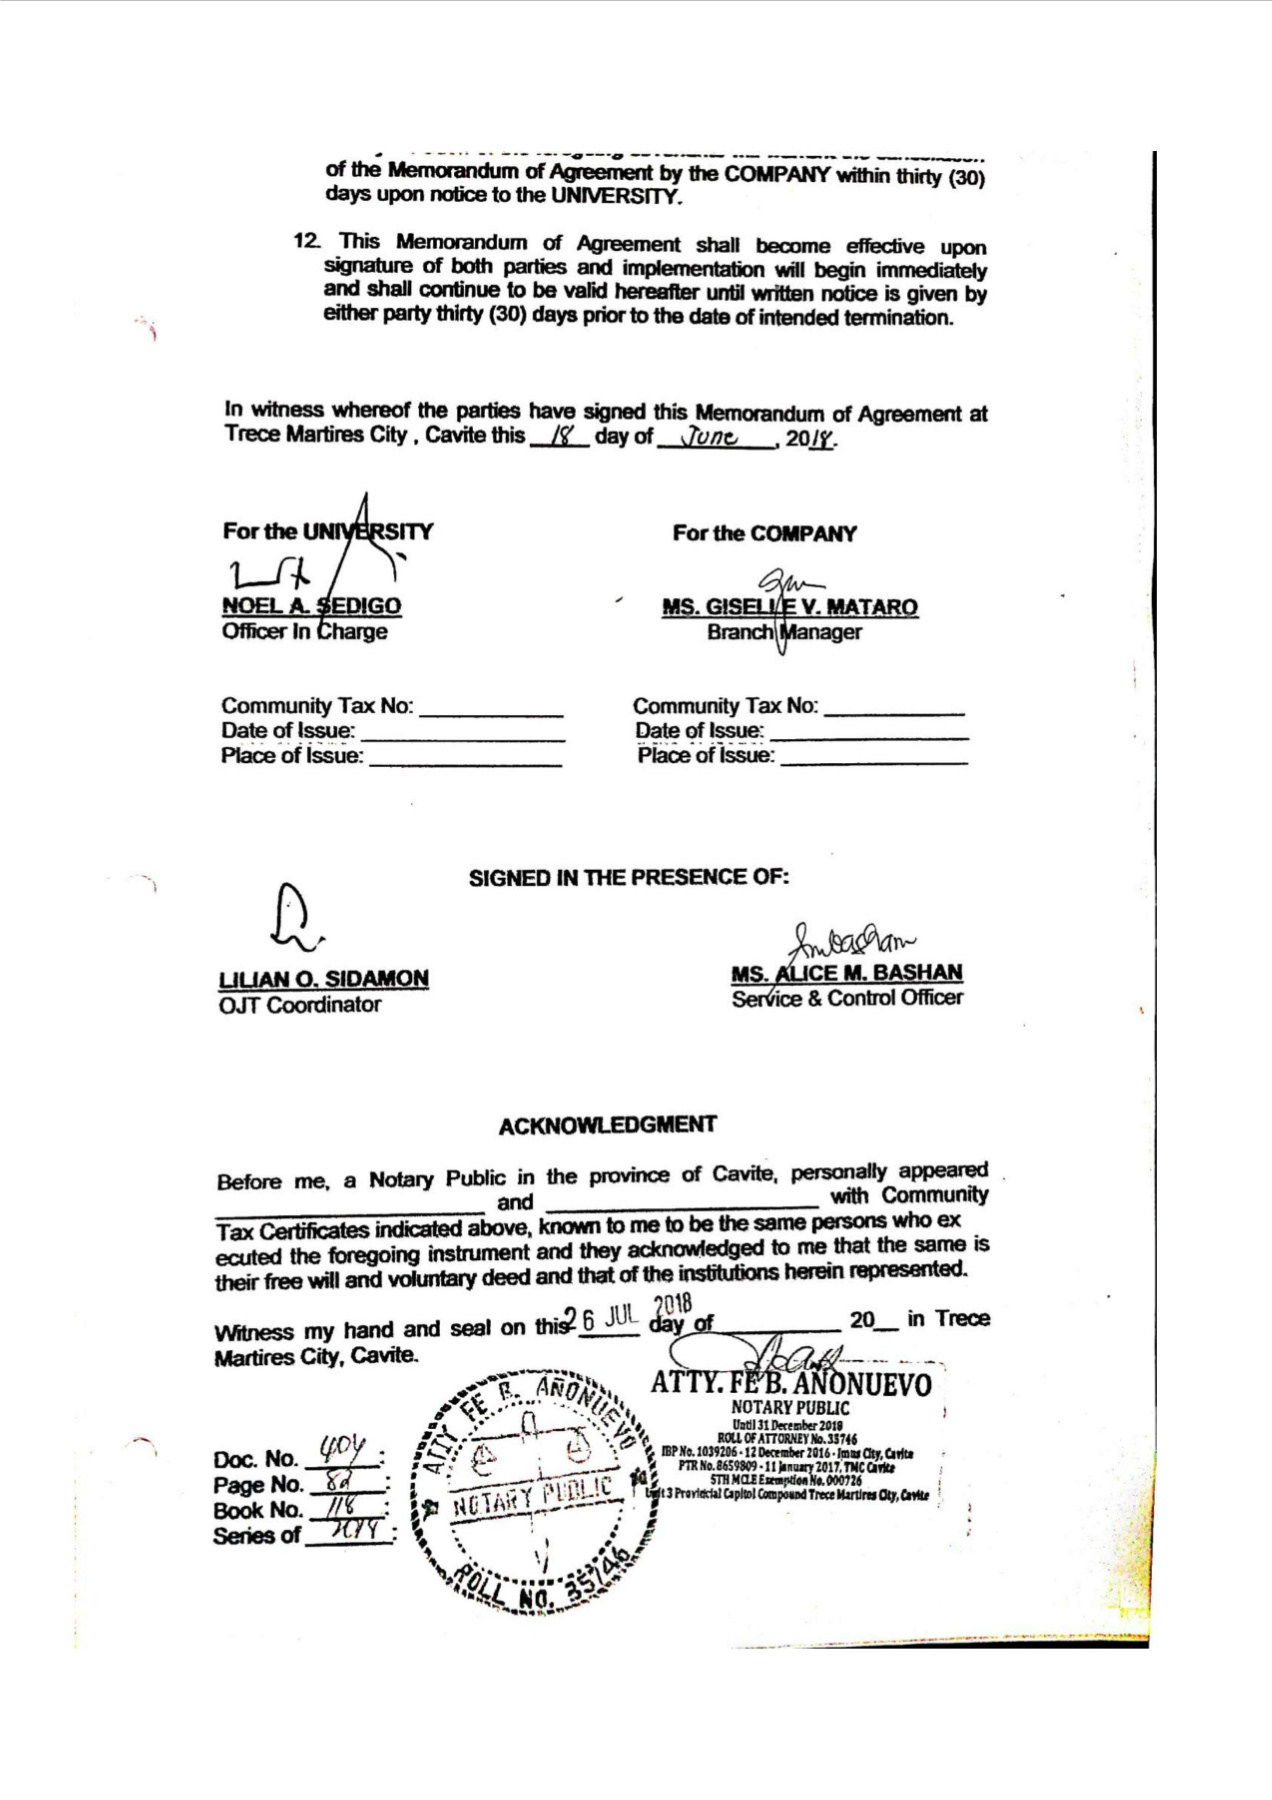 of the Memorandum of Agreement by the COMPANY within thirty (30)
days upon notice to the UNIVERSITY.
12. This Memorandum of Agreement shall become effective upon
signature of both parties and implementation will begin immediately
and shall continue to be valid hereafter until written notice is given by
either party thirty (30) days prior to the date of intended termination.
In witness whereof the parties have signed this Memorandum of Agreement at
Trece Martires City , Cavite this 18 day of June , 2018.
For the UNIVERSITY
For the COMPANY
NOEL A. SEDIGO
MS. GISELLE V. MATARO
Officer In Charge
Branch Manager
Community Tax No: ____________
Community Tax No: ____________
Date of Issue: ____________
Date of Issue: ____________
Place of Issue: ____________
Place of Issue: ____________
SIGNED IN THE PRESENCE OF:
LILIAN O. SIDAMON
MS. ALICE M. BASHAN
OJT Coordinator
Service & Control Officer
ACKNOWLEDGMENT
Before me, a Notary Public in the province of Cavite, personally appeared
____________ and ____________ with Community
Tax Certificates indicated above, known to me to be the same persons who ex
ecuted the foregoing instrument and they acknowledged to me that the same is
their free will and voluntary deed and that of the institutions herein represented.
Witness my hand and seal on this 26 JUL 2018 day of ____________ 20__ in Trece
Martires City, Cavite.
ATTY. FE B. AÑONUEVO
NOTARY PUBLIC
Until 31 December 2018
ROLL OF ATTORNEY No. 35746
IBP No. 1039206 - 12 December 2016 - Imus City, Cavite
PTR No. 8659809 - 11 January 2017, TMC Cavite
5TH MCLE Exemption No. 000726
Unit 3 Provincial Capitol Compound Trece Martires City, Cavite
Doc. No. 404 :
Page No. 82 :
Book No. 118 :
Series of :
ATTY FE B. AÑONUEVO
NOTARY PUBLIC
ROLL NO. 35746